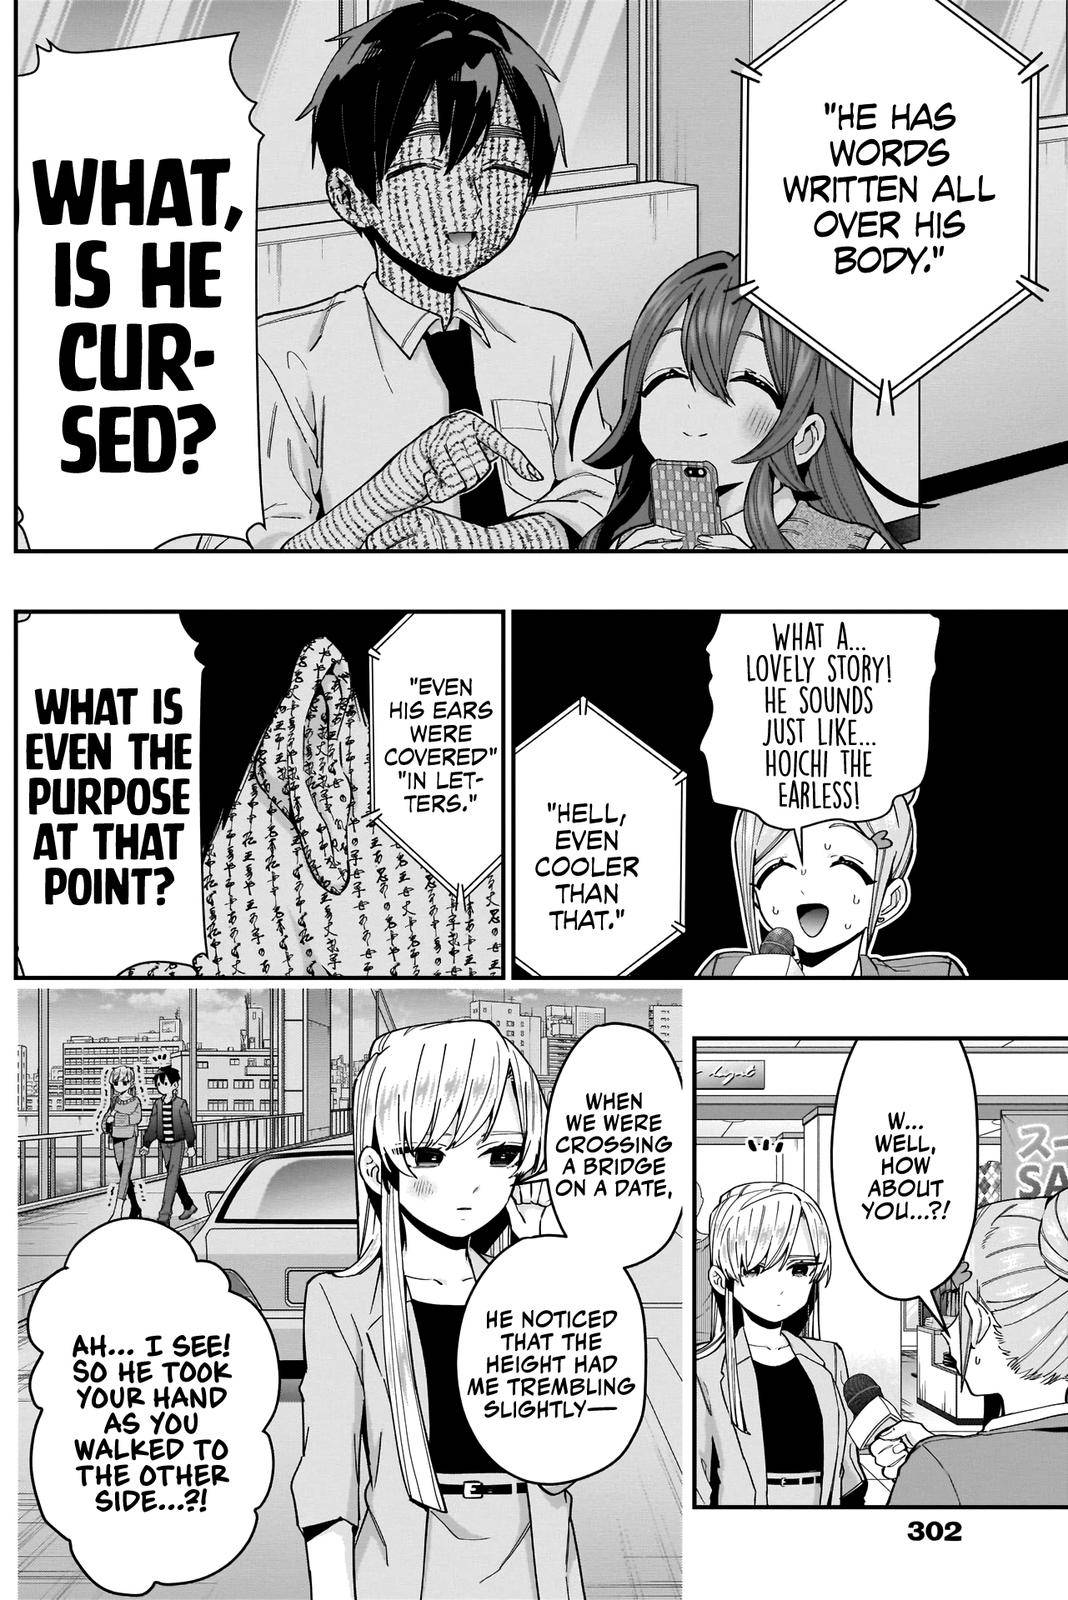 "HE HAS
WORDS
WRITTEN ALL
OVER HIS
BODY."
WHAT,
IS HE
CUR-
SED?
WHAT A...
LOVELY STORY!
HE SOUNDS
JUST LIKE...
HOICHI THE
EARLESS!
"HELL,
EVEN
COOLER
THAN
THAT."
"EVEN
HIS EARS
WERE
COVERED"
"IN LET-
TERS."
WHAT IS
EVEN THE
PURPOSE
AT THAT
POINT?
W...
WELL,
HOW
ABOUT
YOU...?!
スー
SA
WHEN
WE WERE
CROSSING
A BRIDGE
ON A DATE,
HE NOTICED
THAT THE
HEIGHT HAD
ME TREMBLING
SLIGHTLY—
AH... I SEE!
SO HE TOOK
YOUR HAND
AS YOU
WALKED TO
THE OTHER
SIDE...?!
302